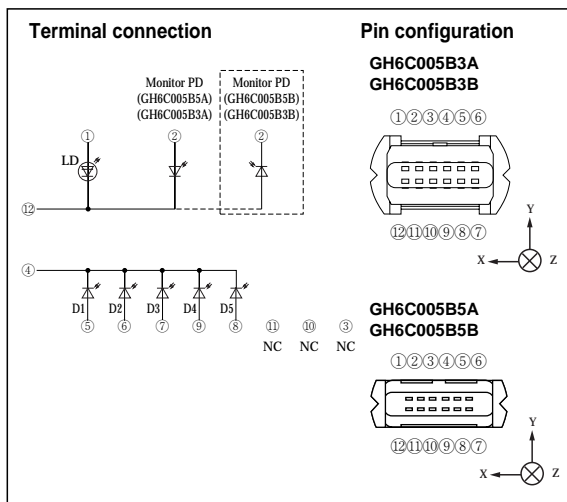 Terminal connection
Monitor PD
(GH6C005B5A)
(GH6C005B3A)
Monitor PD
(GH6C005B5B)
(GH6C005B3B)
① ② ②
LD
⑫
④
D1 D2 D3 D4 D5
⑤ ⑥ ⑦ ⑨ ⑧ ⑪ ⑩ ③
NC NC NC
Pin configuration
GH6C005B3A
GH6C005B3B
①②③④⑤⑥
⑫⑪⑩⑨⑧⑦
Y
X Z
GH6C005B5A
GH6C005B5B
①②③④⑤⑥
⑫⑪⑩⑨⑧⑦
Y
X Z